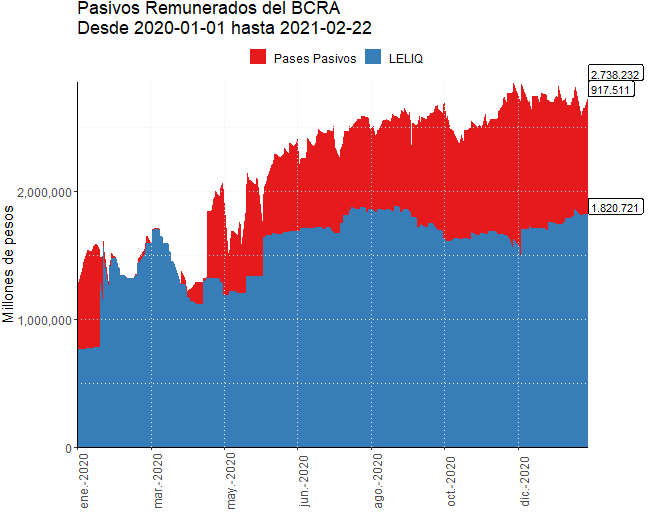 Pasivos Remunerados del BCRA
Desde 2020-01-01 hasta 2021-02-22
Pases Pasivos
LELIQ
2.738.232
917.511
1.820.721
Millones de pesos
2,000,000
1,000,000
0
ene.-2020
mar.-2020
may.-2020
jun.-2020
ago.-2020
oct.-2020
dic.-2020